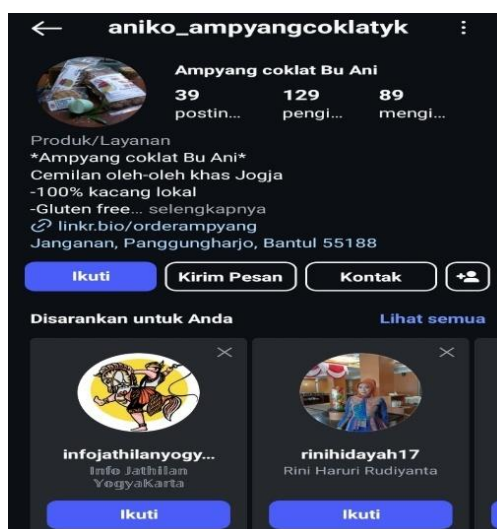 aniko_ampyangcoklatyk
Ampyang coklat Bu Ani
39 129 89
postin... pengi... mengi...
Produk/Layanan
*Ampyang coklat Bu Ani*
Cemilan oleh-oleh khas Jogja
-100% kacang lokal
-Gluten free... selengkapnya
linkr.bio/orderampyang
Janganan, Panggungharjo, Bantul 55188
Ikuti Kirim Pesan Kontak
Disarankan untuk Anda Lihat semua
infojathilanyogy... rinihidayah17
Info Jathilan Rini Haruri Rudiyanta
YogyaKarta
Ikuti Ikuti